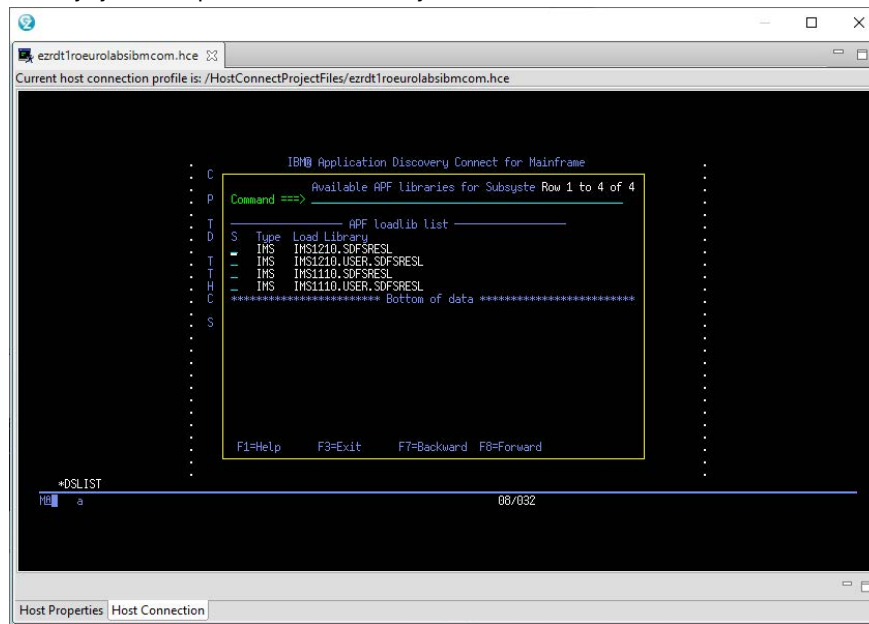 ezrdt1roeurolabsibmcom.hce
Current host connection profile is: /HostConnectProjectFiles/ezrdt1roeurolabsibmcom.hce
IBM® Application Discovery Connect for Mainframe
C
Available APF libraries for Subsyste Row 1 to 4 of 4
P Command ===>
T APF loadlib list
D S Type Load Library
IMS IMS1210.SDFSRESL
T IMS IMS1210.USER.SDFSRESL
T IMS IMS1110.SDFSRESL
H IMS IMS1110.USER.SDFSRESL
C ************************ Bottom of data *************************
S
F1=Help F3=Exit F7=Backward F8=Forward
*DSLIST
a 08/032
Host Properties Host Connection